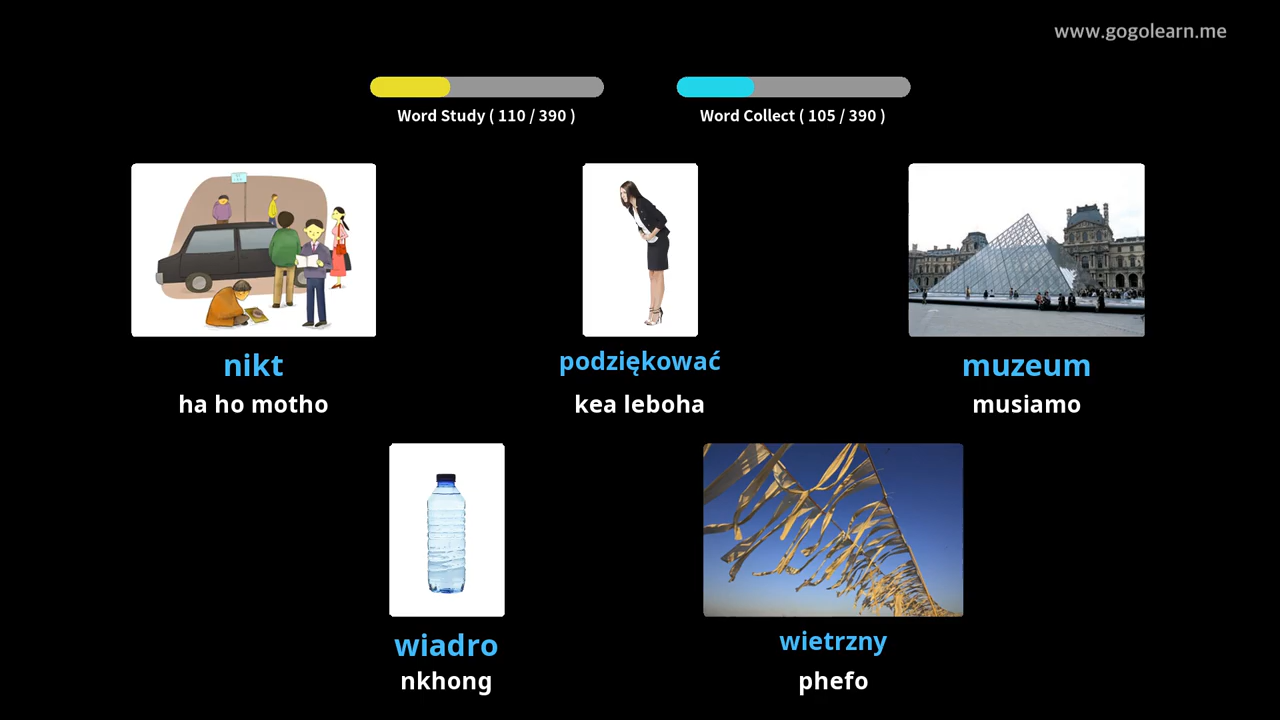 www.gogolearn.me
Word Study ( 110 / 390 )
Word Collect ( 105 / 390 )
nikt
ha ho motho
podziękować
kea leboha
muzeum
musiamo
wiadro
nkhong
wietrzny
phefo